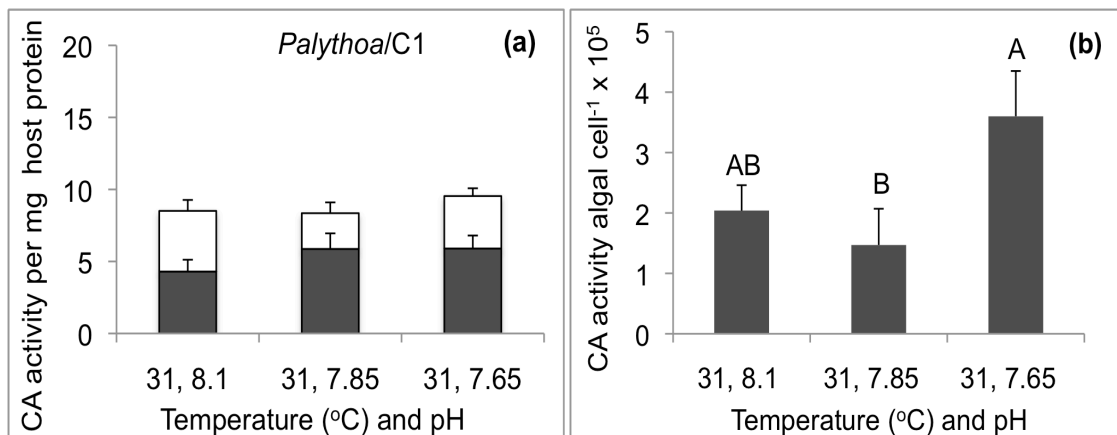 CA activity per mg host protein
20
15
10
5
0
Palythoa/C1
(a)
31, 8.1 31, 7.85 31, 7.65
Temperature (ºC) and pH
CA activity algal cell⁻¹ x 10⁵
5
4
3
2
1
0
(b)
AB
B
A
31, 8.1 31, 7.85 31, 7.65
Temperature (ºC) and pH